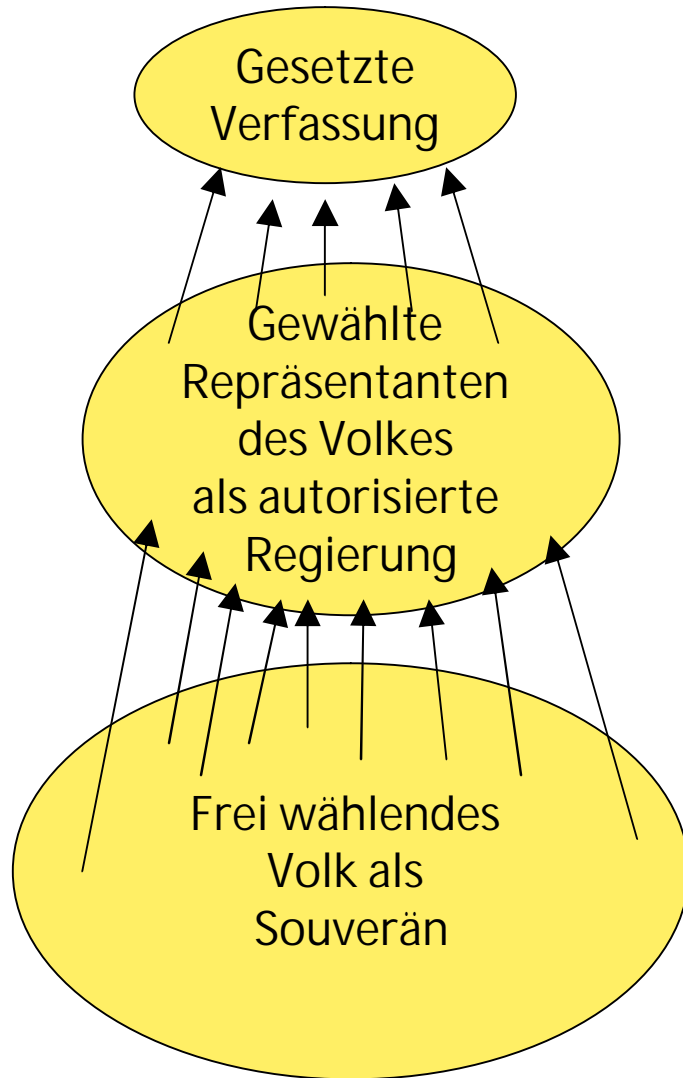 Gesetzte
Verfassung
Gewählte
Repräsentanten
des Volkes
als autorisierte
Regierung
Frei wählendes
Volk als
Souverän